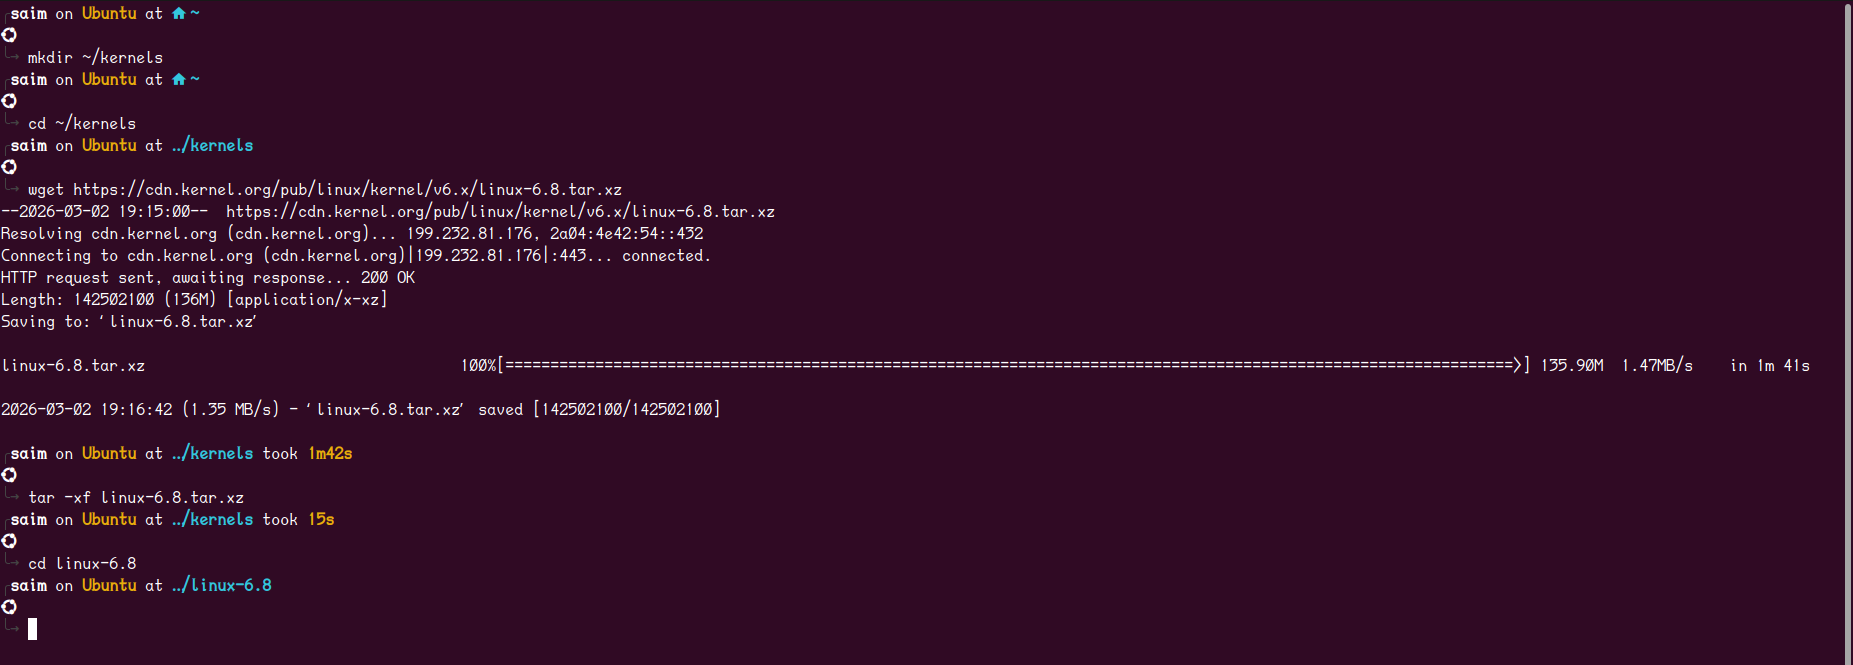 saim on Ubuntu at ~
mkdir ~/kernels
saim on Ubuntu at ~
cd ~/kernels
saim on Ubuntu at ../kernels
wget https://cdn.kernel.org/pub/linux/kernel/v6.x/linux-6.8.tar.xz
--2026-03-02 19:15:00--  https://cdn.kernel.org/pub/linux/kernel/v6.x/linux-6.8.tar.xz
Resolving cdn.kernel.org (cdn.kernel.org)... 199.232.81.176, 2a04:4e42:54::432
Connecting to cdn.kernel.org (cdn.kernel.org)|199.232.81.176|:443... connected.
HTTP request sent, awaiting response... 200 OK
Length: 142502100 (136M) [application/x-xz]
Saving to: ‘linux-6.8.tar.xz’
linux-6.8.tar.xz 100%[================================================================================================================>] 135.90M 1.47MB/s in 1m 41s
2026-03-02 19:16:42 (1.35 MB/s) - ‘linux-6.8.tar.xz’ saved [142502100/142502100]
saim on Ubuntu at ../kernels took 1m42s
tar -xf linux-6.8.tar.xz
saim on Ubuntu at ../kernels took 15s
cd linux-6.8
saim on Ubuntu at ../linux-6.8